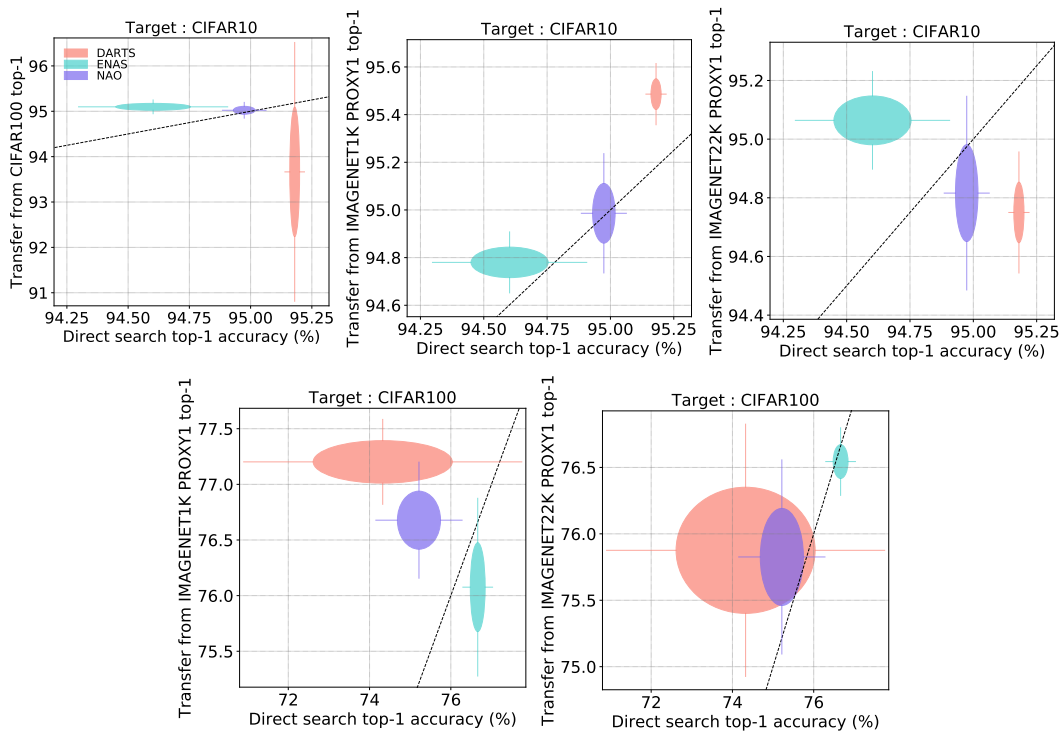 Target : CIFAR10
Transfer from CIFAR100 top-1
96
95
94
93
92
91
DARTS
ENAS
NAO
94.25 94.50 94.75 95.00 95.25
Direct search top-1 accuracy (%)
Target : CIFAR10
Transfer from IMAGENET1K PROXY1 top-1
95.6
95.4
95.2
95.0
94.8
94.6
94.25 94.50 94.75 95.00 95.25
Direct search top-1 accuracy (%)
Target : CIFAR10
Transfer from IMAGENET22K PROXY1 top-1
95.2
95.0
94.8
94.6
94.4
94.25 94.50 94.75 95.00 95.25
Direct search top-1 accuracy (%)
Target : CIFAR100
Transfer from IMAGENET1K PROXY1 top-1
77.5
77.0
76.5
76.0
75.5
72 74 76
Direct search top-1 accuracy (%)
Target : CIFAR100
Transfer from IMAGENET22K PROXY1 top-1
76.5
76.0
75.5
75.0
72 74 76
Direct search top-1 accuracy (%)